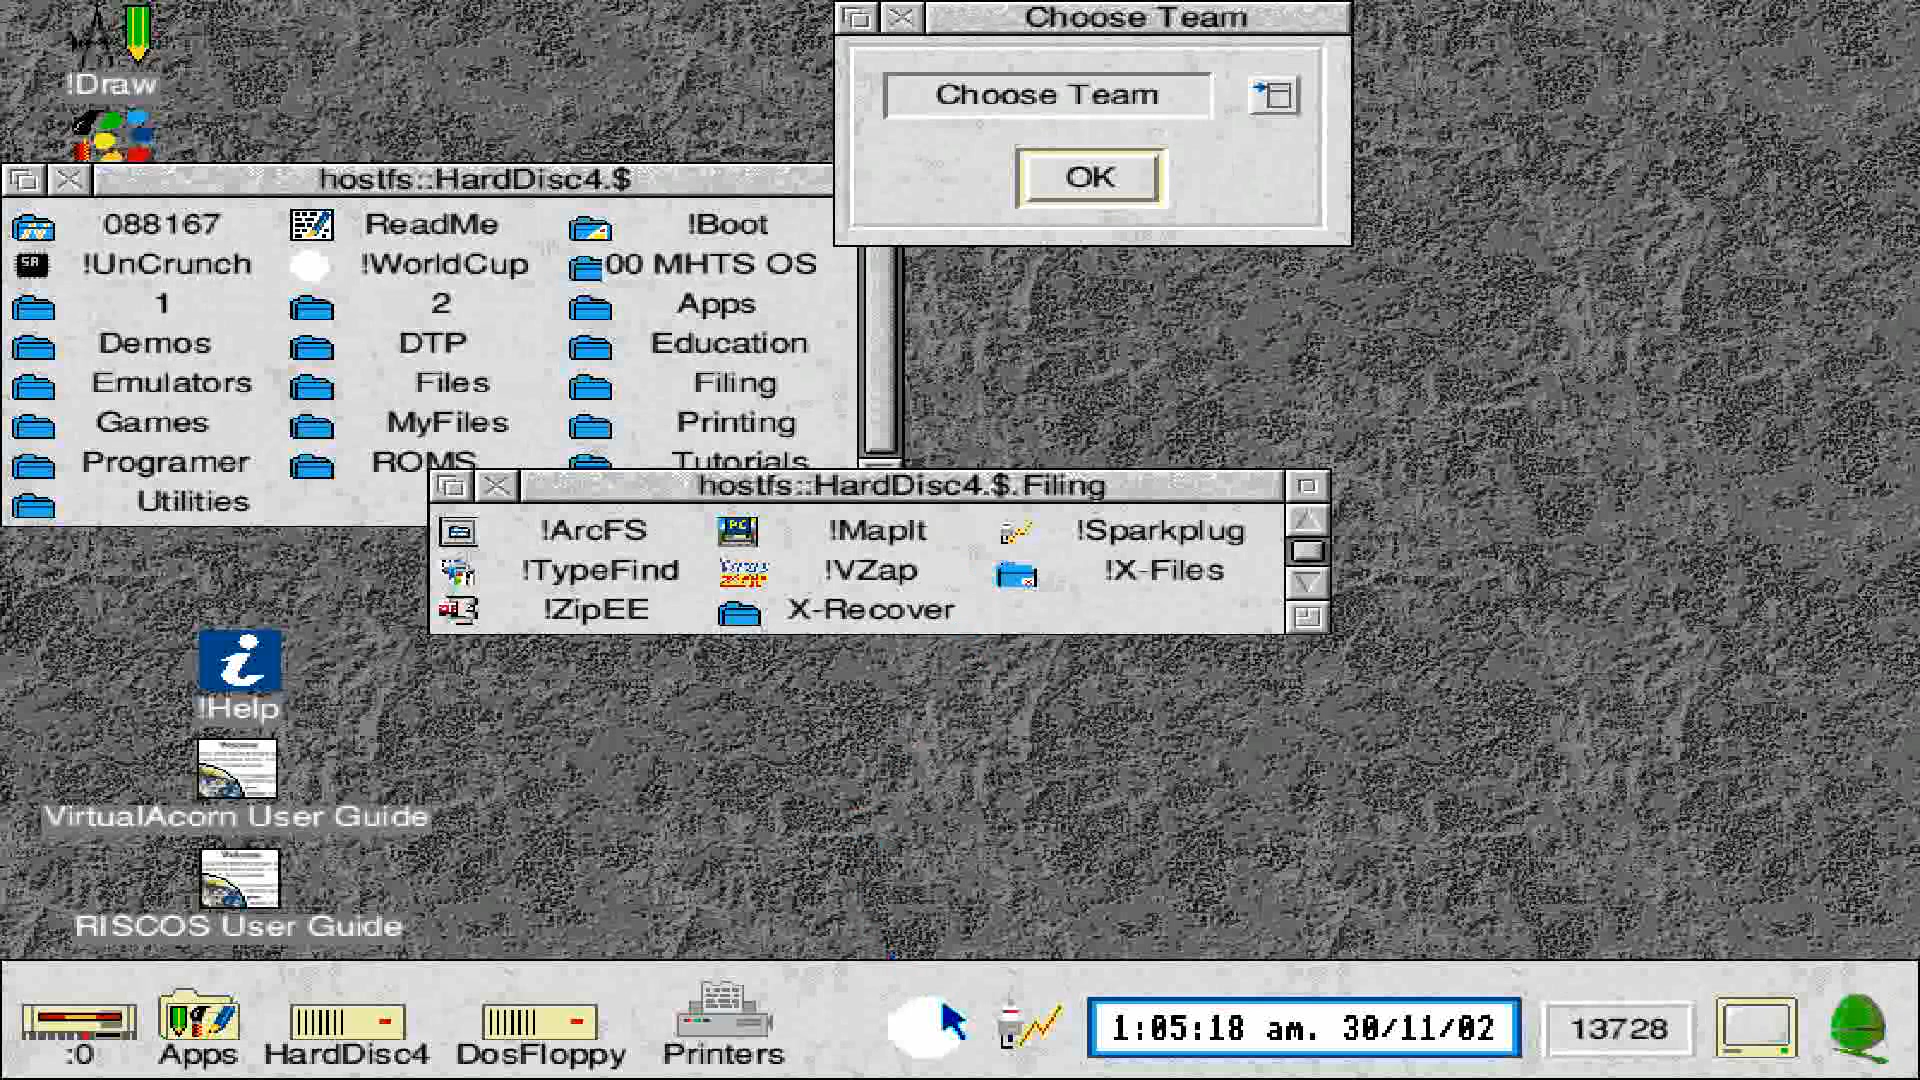 !Draw
Choose Team
Choose Team
OK
hostfs::HardDisc4.$
088167 ReadMe !Boot
!UnCrunch !WorldCup 00 MHTS OS
1 2 Apps
Demos DTP Education
Emulators Files Filing
Games MyFiles Printing
Programer ROMS Tutorials
Utilities
hostfs::HardDisc4.$.Filing
!ArcFS !MapIt !Sparkplug
!TypeFind !VZap !X-Files
!ZipEE X-Recover
!Help
VirtualAcorn User Guide
RISCOS User Guide
:0 Apps HardDisc4 DosFloppy Printers 1:05:18 am. 30/11/02 13728